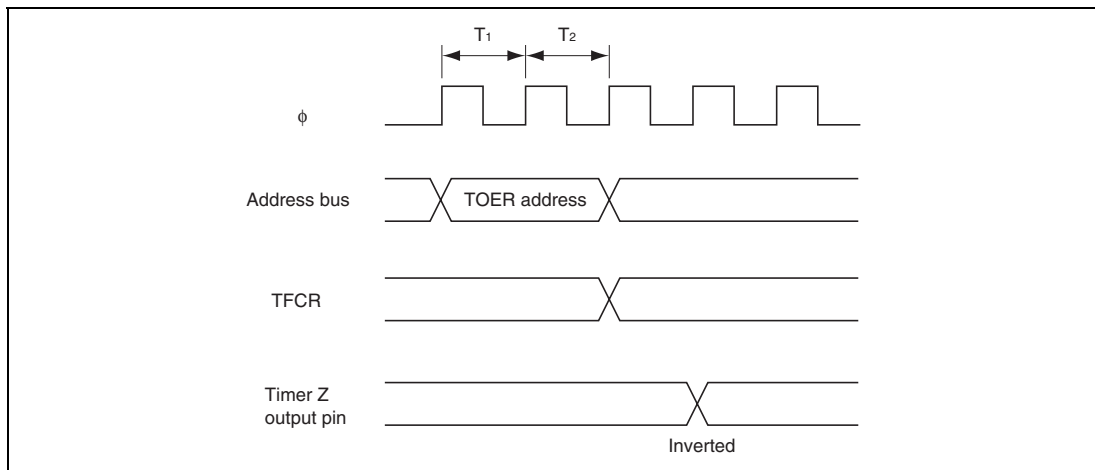 T1 T2
φ
Address bus TOER address
TFCR
Timer Z
output pin
Inverted